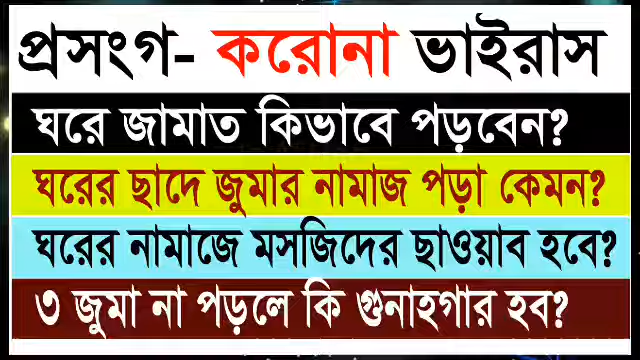 প্রসংগ- করোনা ভাইরাস
ঘরে জামাত কিভাবে পড়বেন?
ঘরের ছাদে জুমার নামাজ পড়া কেমন?
ঘরের নামাজে মসজিদের ছাওয়াব হবে?
৩ জুমা না পড়লে কি গুনাহগার হব?